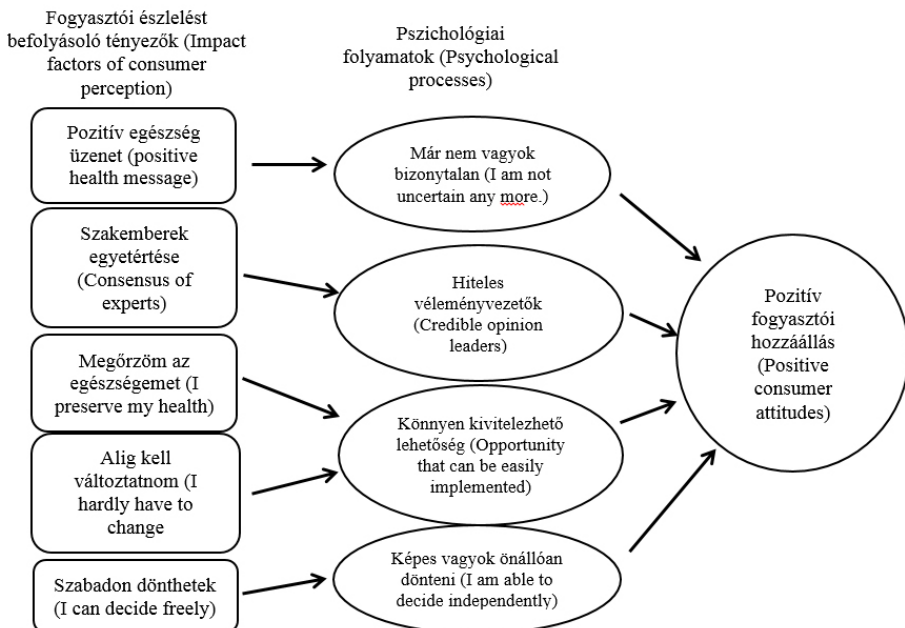 Fogyasztói észlelést
befolyásoló tényezők (Impact
factors of consumer
perception)
Pszichológiai
folyamatok (Psychological
processes)
Pozitív egészség
üzenet (positive
health message)
Szakemberek
egyetértése
(Consensus of
experts)
Megőrzöm az
egészségemet (I
preserve my health)
Alig kell
változtatnom (I
hardly have to
change
Szabadon dönthetek
(I can decide freely)
Már nem vagyok
bizonytalan (I am not
uncertain any more.)
Hiteles
véleményvezetők
(Credible opinion
leaders)
Könnyen kivitelezhető
lehetőség (Opportunity
that can be easily
implemented)
Képes vagyok önállóan
dönteni (I am able to
decide independently)
Pozitív
fogyasztói
hozzáállás
(Positive
consumer
attitudes)